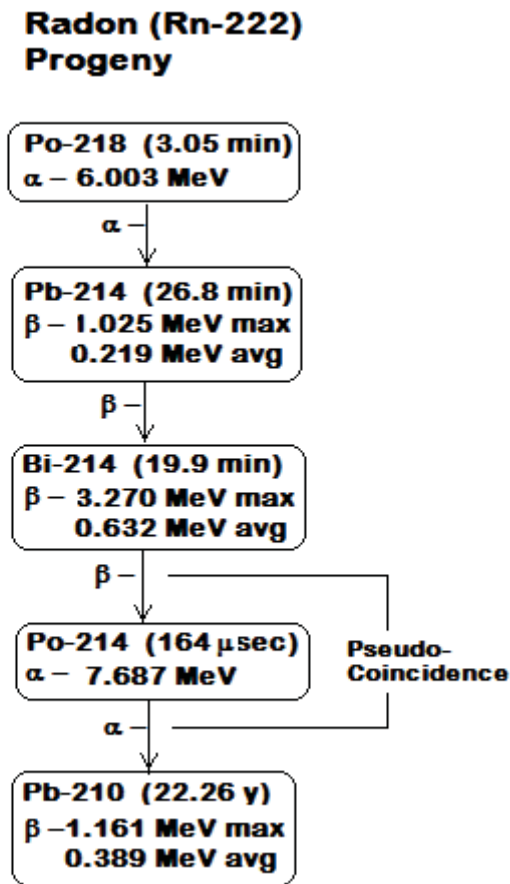 Radon (Rn-222)
Progeny
Po-218 (3.05 min)
α – 6.003 MeV
α –
Pb-214 (26.8 min)
β – 1.025 MeV max
0.219 MeV avg
β –
Bi-214 (19.9 min)
β – 3.270 MeV max
0.632 MeV avg
β –
Po-214 (164 μsec)
α – 7.687 MeV
Pseudo-
Coincidence
α –
Pb-210 (22.26 y)
β –1.161 MeV max
0.389 MeV avg